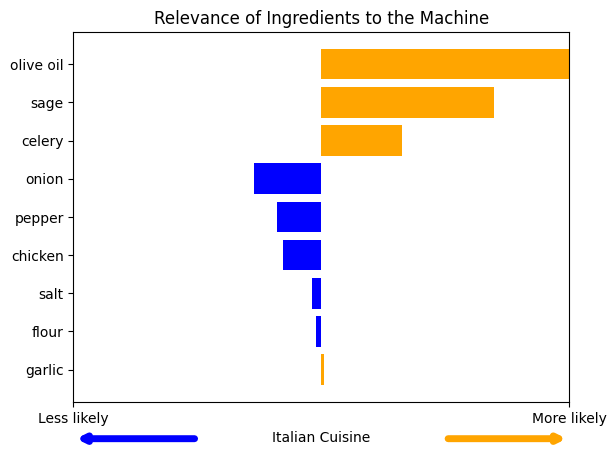 Relevance of Ingredients to the Machine
olive oil
sage
celery
onion
pepper
chicken
salt
flour
garlic
Less likely
More likely
Italian Cuisine